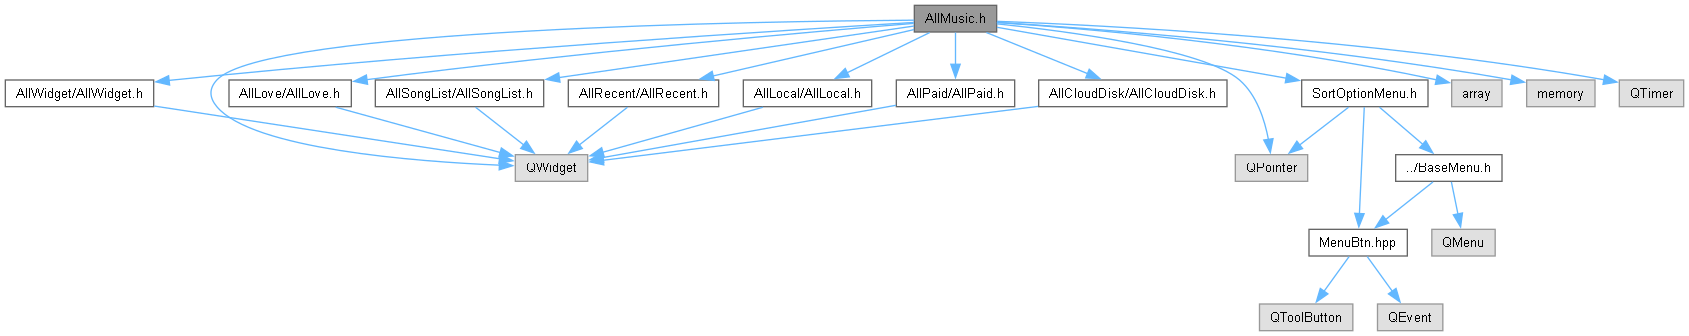 AllMusic.h
AllWidget/AllWidget.h
AllLove/AllLove.h
AllSongList/AllSongList.h
AllRecent/AllRecent.h
AllLocal/AllLocal.h
AllPaid/AllPaid.h
AllCloudDisk/AllCloudDisk.h
SortOptionMenu.h
array
memory
QTimer
QWidget
QPointer
../BaseMenu.h
MenuBtn.hpp
QMenu
QToolButton
QEvent